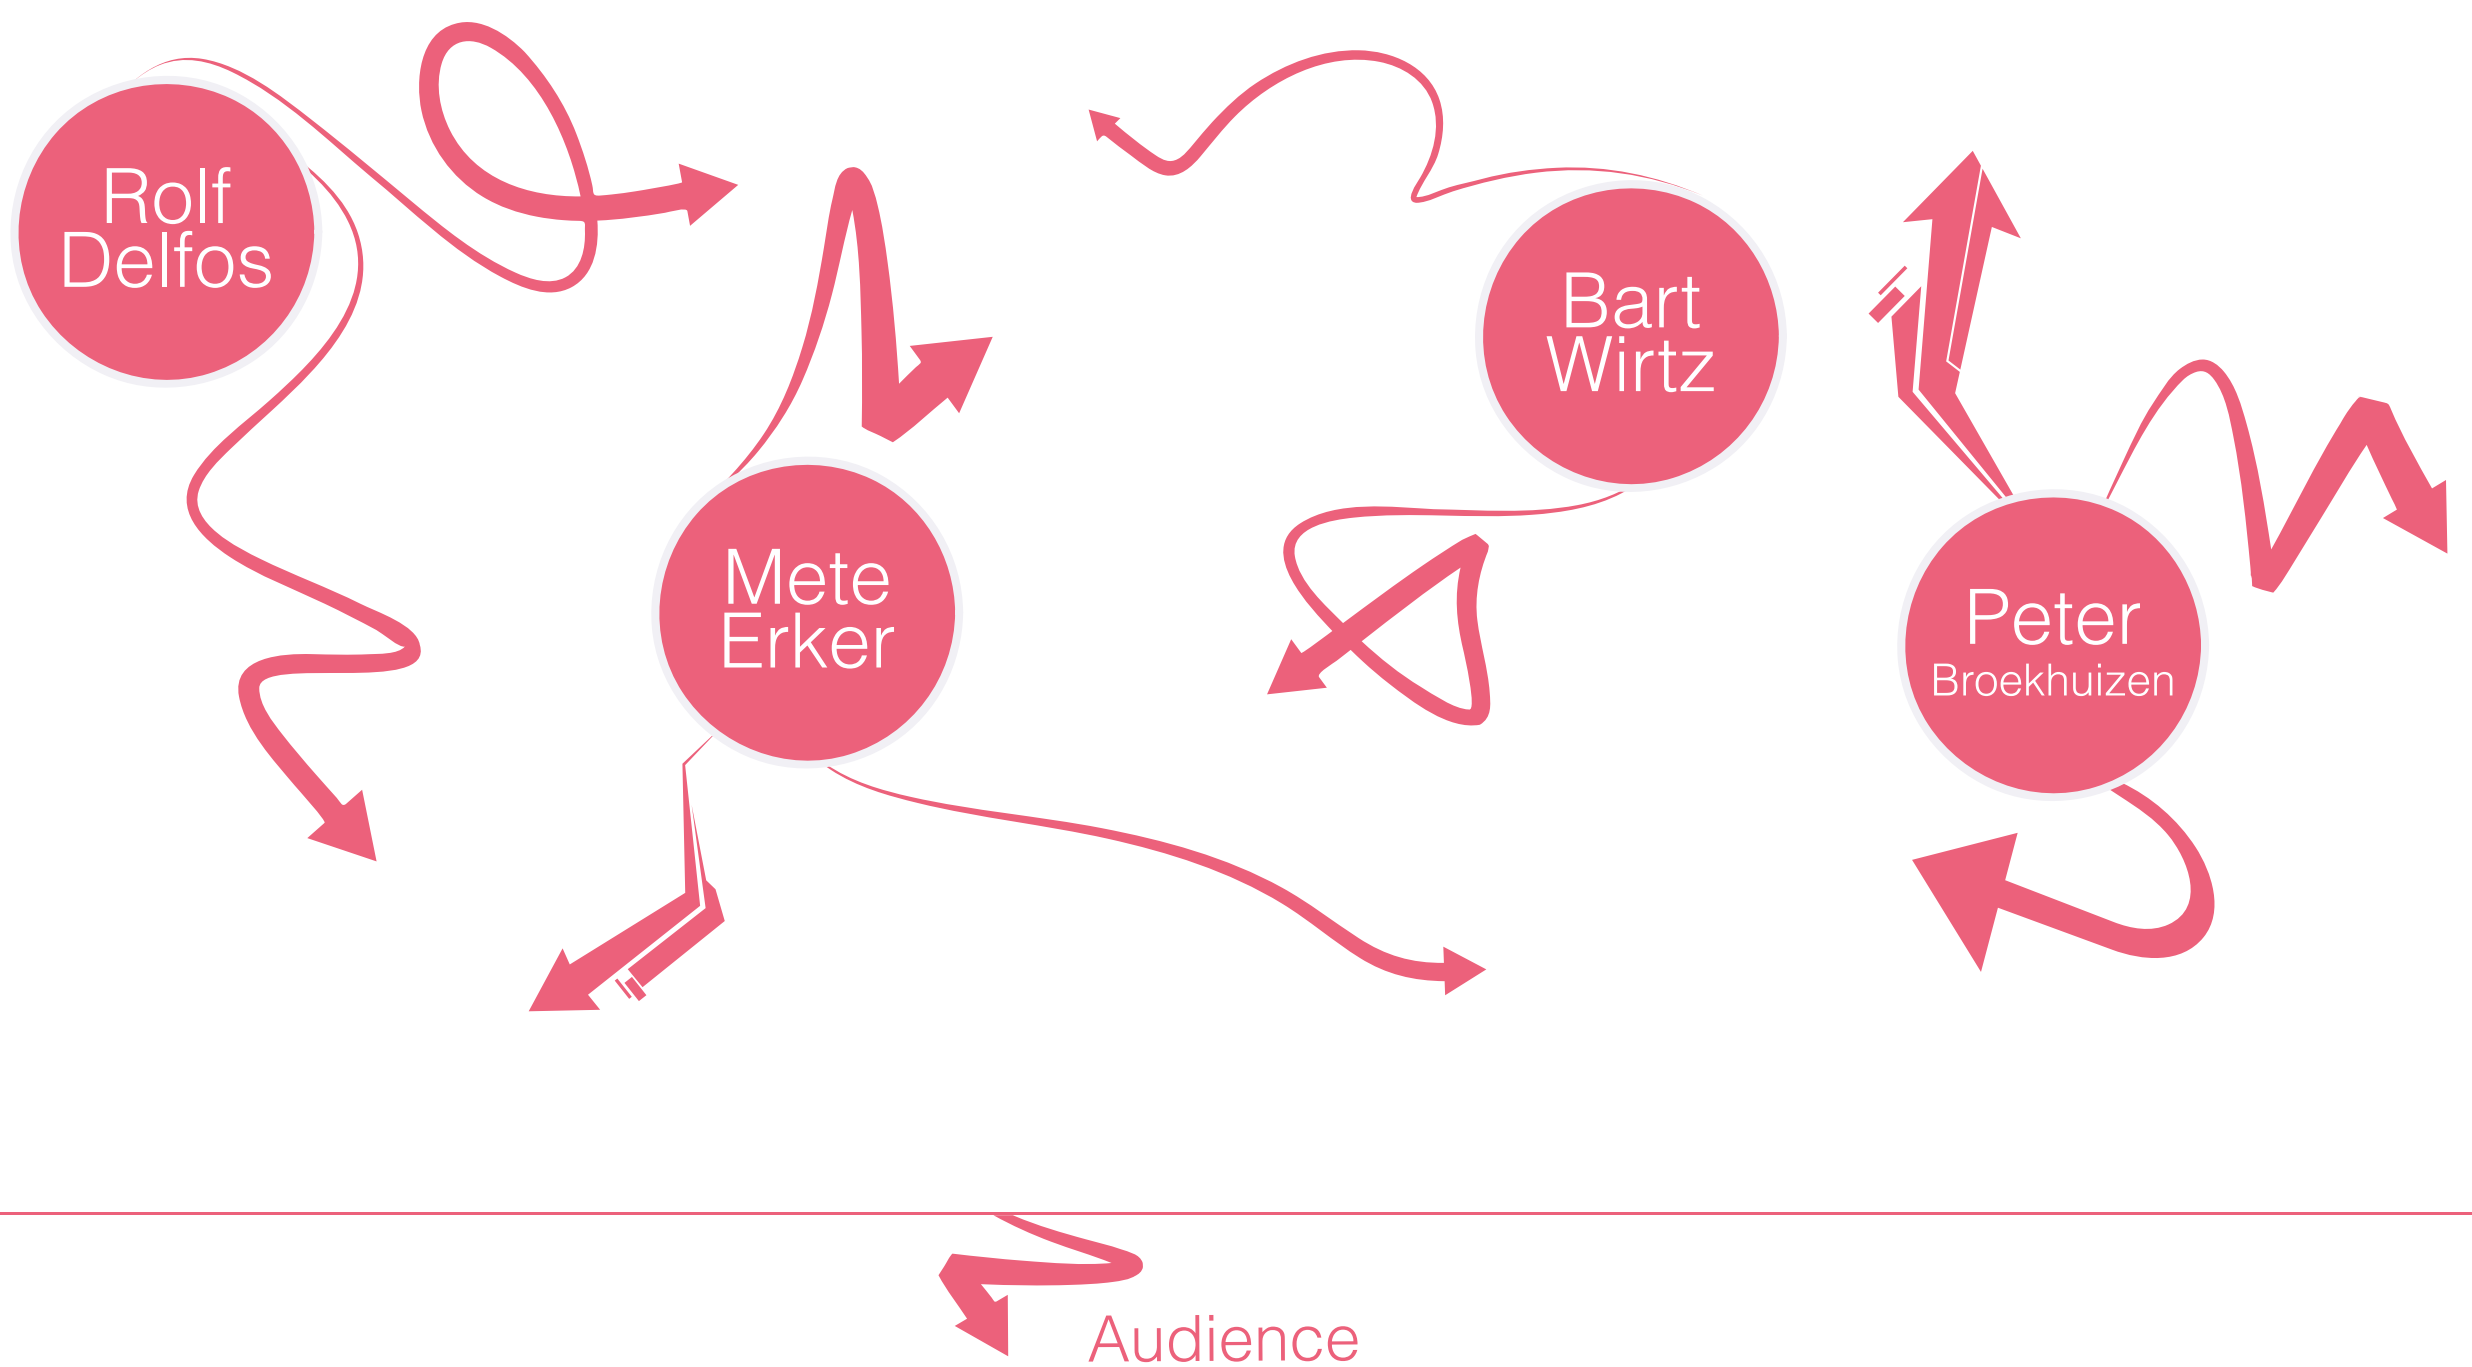 Rolf
Delfos
Bart
Wirtz
Mete
Erker
Peter
Broekhuizen
Audience